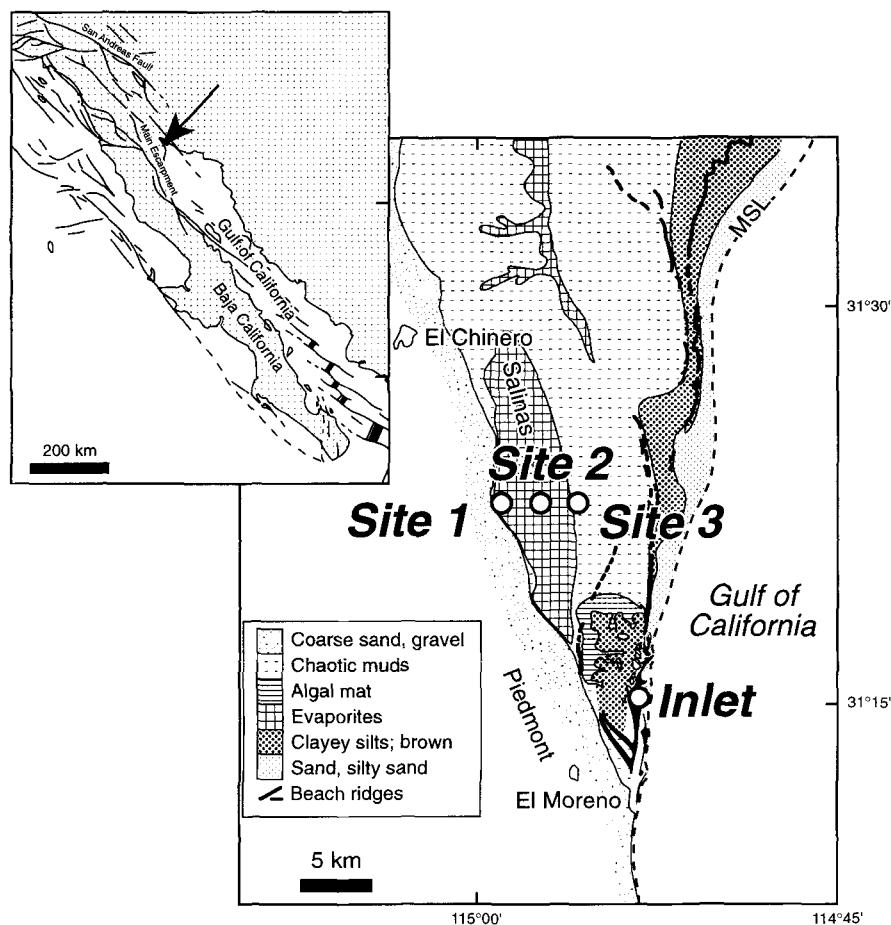 San Andreas Fault
Main Escarpment
Gulf of California
Baja California
200 km
MSL
31°30'
El Chinero
Salinas
Site 2
Site 1
Site 3
Gulf of
California
Coarse sand, gravel
Chaotic muds
Algal mat
Evaporites
Clayey silts; brown
Sand, silty sand
Beach ridges
Piedmont
Inlet
31°15'
El Moreno
5 km
115°00'
114°45'